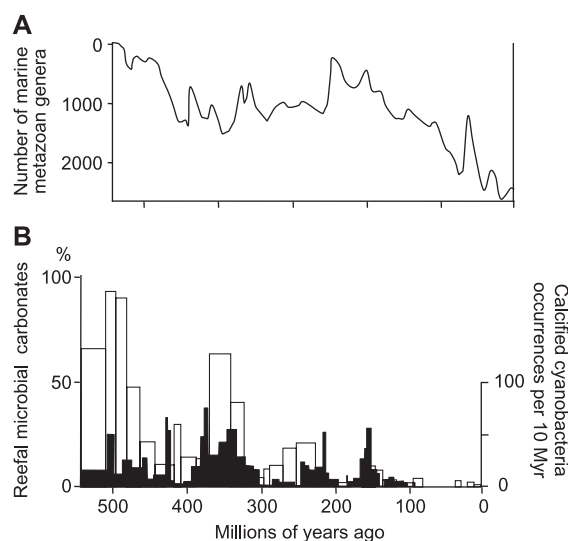 A
Number of marine
metazoan genera
0
1000
2000
B
%
Reefal microbial carbonates
100
50
0
Calcified cyanobacteria
occurrences per 10 Myr
100
0
500 400 300 200 100 0
Millions of years ago